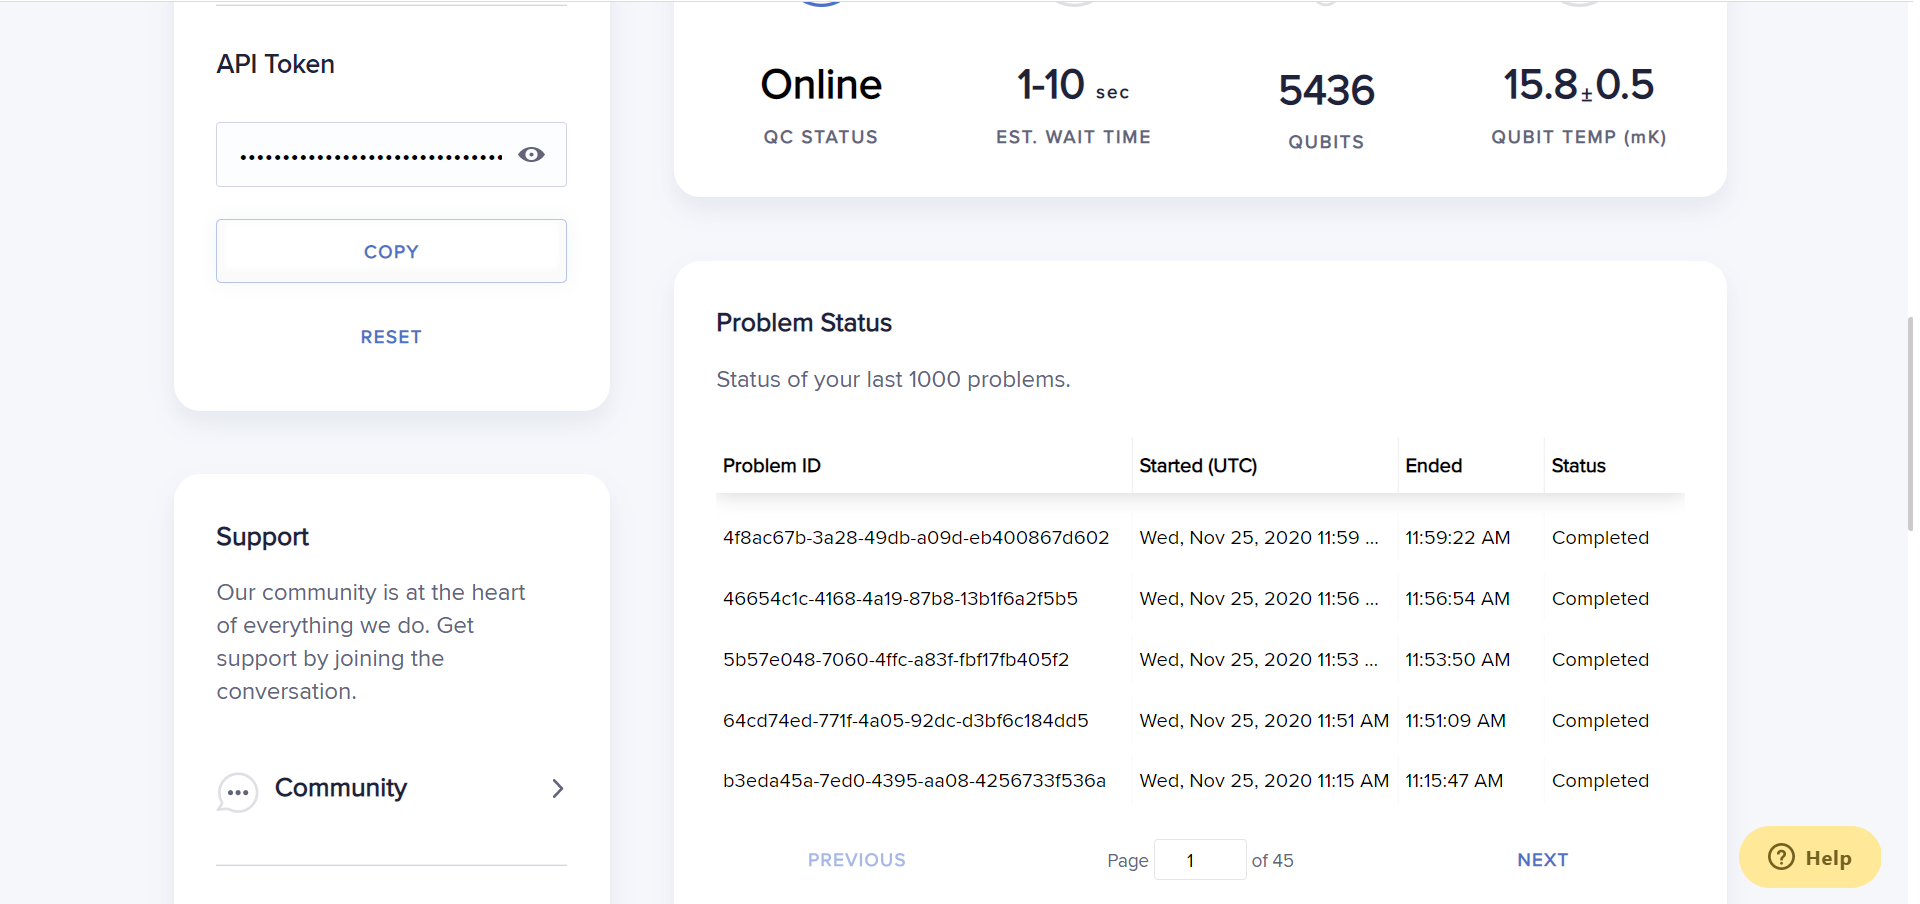 API Token
••••••••••••••••••••••••••••••••
COPY
RESET
Support
Our community is at the heart
of everything we do. Get
support by joining the
conversation.
Community
Online
QC STATUS
1-10 sec
EST. WAIT TIME
5436
QUBITS
15.8±0.5
QUBIT TEMP (mK)
Problem Status
Status of your last 1000 problems.
Problem ID Started (UTC) Ended Status
4f8ac67b-3a28-49db-a09d-eb400867d602 Wed, Nov 25, 2020 11:59 ... 11:59:22 AM Completed
46654c1c-4168-4a19-87b8-13b1f6a2f5b5 Wed, Nov 25, 2020 11:56 ... 11:56:54 AM Completed
5b57e048-7060-4ffc-a83f-fbf17fb405f2 Wed, Nov 25, 2020 11:53 ... 11:53:50 AM Completed
64cd74ed-771f-4a05-92dc-d3bf6c184dd5 Wed, Nov 25, 2020 11:51 AM 11:51:09 AM Completed
b3eda45a-7ed0-4395-aa08-4256733f536a Wed, Nov 25, 2020 11:15 AM 11:15:47 AM Completed
PREVIOUS Page 1 of 45 NEXT
Help